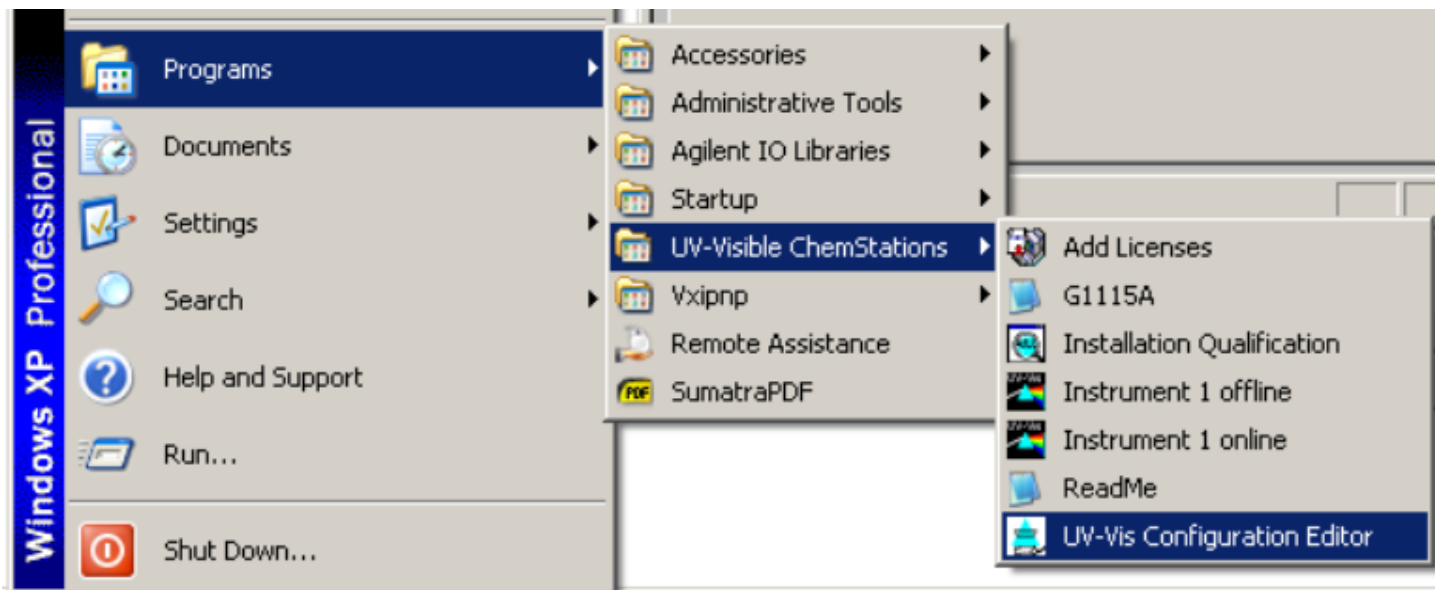 Windows XP Professional
Programs
Documents
Settings
Search
Help and Support
Run...
Shut Down...
Accessories
Administrative Tools
Agilent IO Libraries
Startup
UV-Visible ChemStations
Vxipnp
Remote Assistance
PDF
SumatraPDF
Add Licenses
G1115A
Installation Qualification
Instrument 1 offline
Instrument 1 online
ReadMe
UV-Vis Configuration Editor